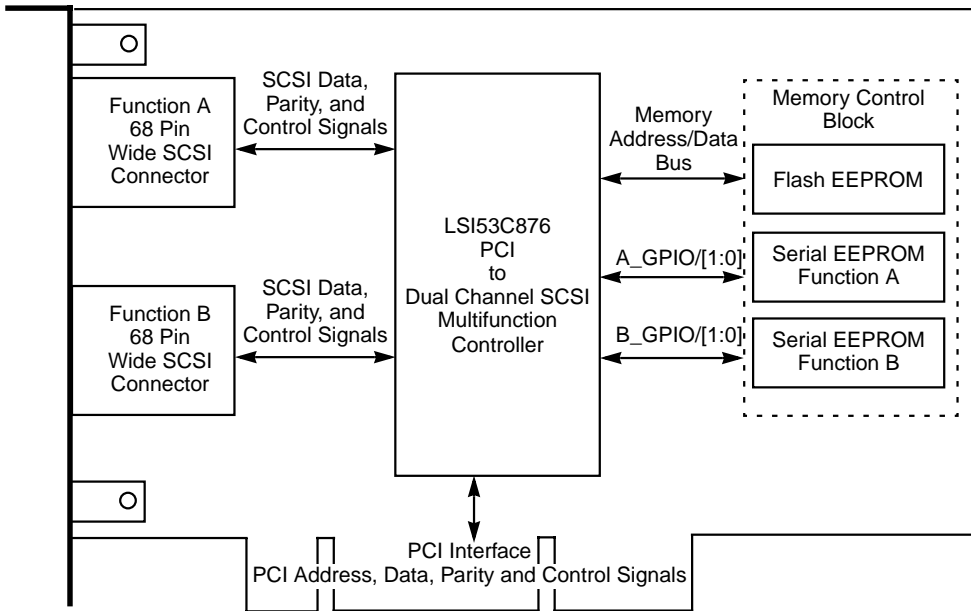 Function A
68 Pin
Wide SCSI
Connector
SCSI Data,
Parity, and
Control Signals
Function B
68 Pin
Wide SCSI
Connector
SCSI Data,
Parity, and
Control Signals
LSI53C876
PCI
to
Dual Channel SCSI
Multifunction
Controller
Memory
Address/Data
Bus
A_GPIO/[1:0]
B_GPIO/[1:0]
Memory Control
Block
Flash EEPROM
Serial EEPROM
Function A
Serial EEPROM
Function B
PCI Interface
PCI Address, Data, Parity and Control Signals